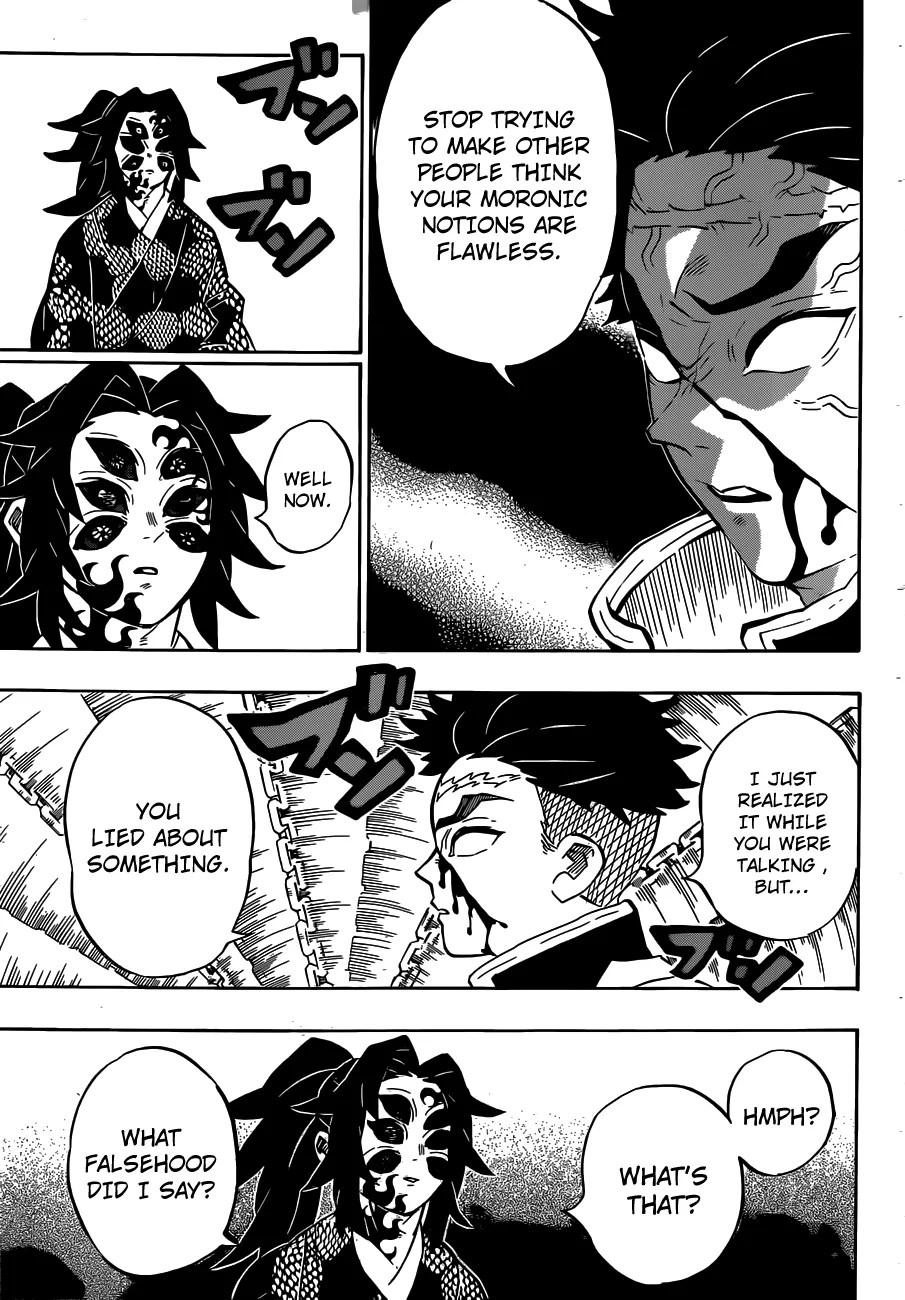 STOP TRYING
TO MAKE OTHER
PEOPLE THINK
YOUR MORONIC
NOTIONS ARE
FLAWLESS.
ブン
ブン
WELL
NOW.
I JUST
REALIZED
IT WHILE
YOU WERE
TALKING,
BUT...
ブン
ブン
YOU
LIED ABOUT
SOMETHING.
HMPH?
WHAT'S
THAT?
WHAT
FALSEHOOD
DID I SAY?